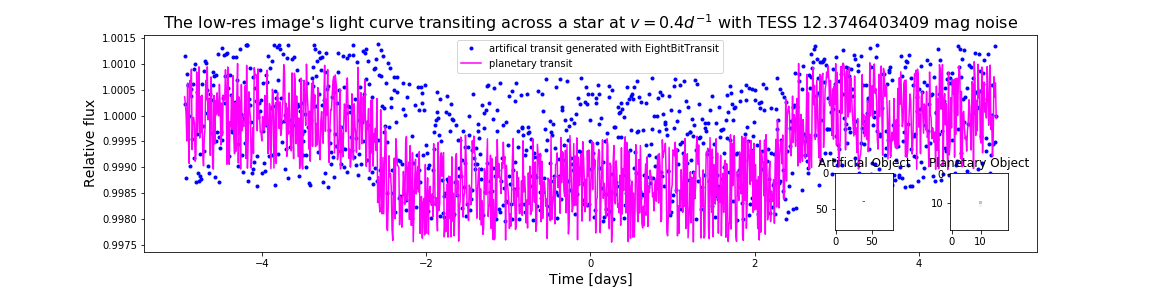 The low-res image's light curve transiting across a star at v = 0.4d⁻¹ with TESS 12.3746403409 mag noise
artifical transit generated with EightBitTransit
planetary transit
Relative flux
1.0015
1.0010
1.0005
1.0000
0.9995
0.9990
0.9985
0.9980
0.9975
Artificial Object
0
50
0 50
Planetary Object
0
10
0 10
−4 −2 0 2 4
Time [days]